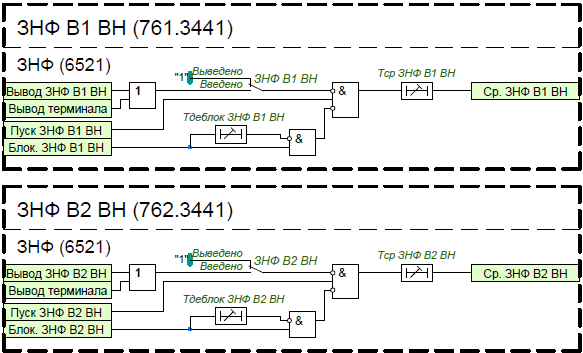 ЗНФ В1 ВН (761.3441)
ЗНФ (6521)
"1" Выведено
Введено
ЗНФ В1 ВН
Тср ЗНФ В1 ВН
Вывод ЗНФ В1 ВН
1
&
Ср. ЗНФ В1 ВН
Вывод терминала
Тдеблок ЗНФ В1 ВН
Пуск ЗНФ В1 ВН
&
Блок. ЗНФ В1 ВН
ЗНФ В2 ВН (762.3441)
ЗНФ (6521)
"1" Выведено
Введено
ЗНФ В2 ВН
Тср ЗНФ В2 ВН
Вывод ЗНФ В2 ВН
1
&
Ср. ЗНФ В2 ВН
Вывод терминала
Тдеблок ЗНФ В2 ВН
Пуск ЗНФ В2 ВН
&
Блок. ЗНФ В2 ВН